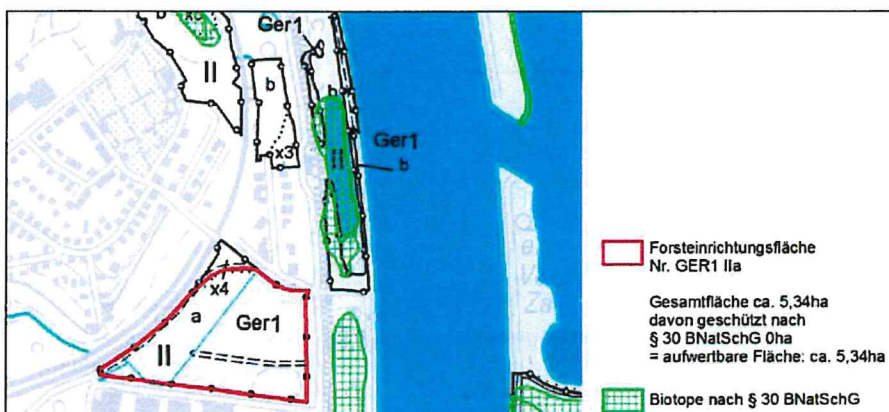 b
x6
Ger1
II
b
x3
b
II
Ger1
b
x4
a
Ger1
II
Forsteinrichtungsfläche
Nr. GER1 IIa
Gesamtfläche ca. 5,34ha
davon geschützt nach
§ 30 BNatSchG 0ha
= aufwertbare Fläche: ca. 5,34ha
Biotope nach § 30 BNatSchG